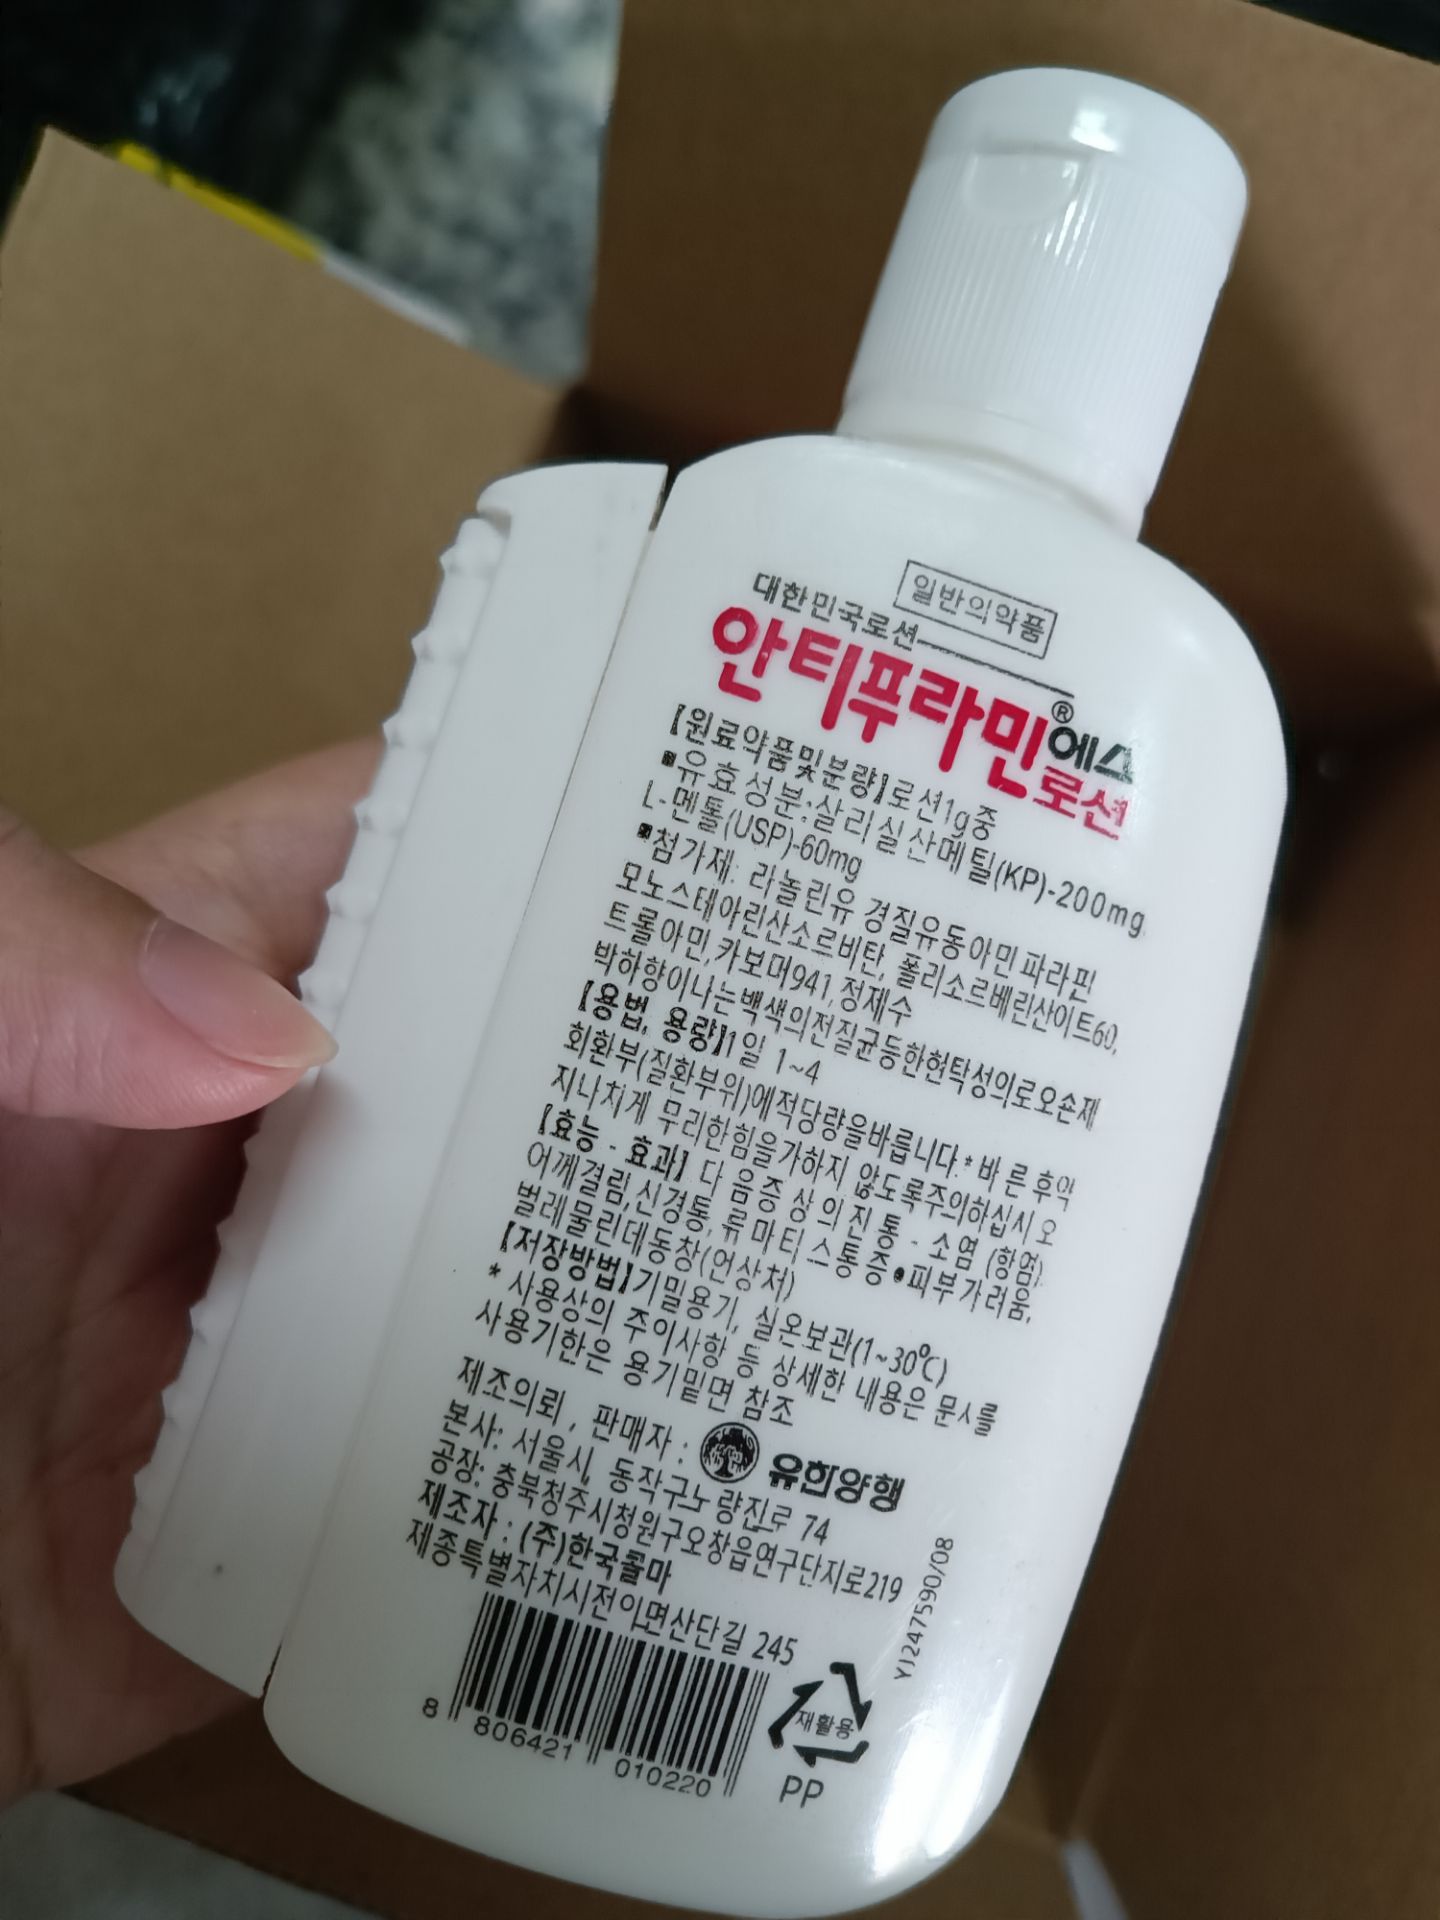 일반의약품
대한민국로션
안티푸라민®에스
로션
【원료약품및분량】로션1g중
▪유효성분:살리실산메틸(KP)-200mg,
L-멘톨(USP)-60mg
▪첨가제: 라놀린유 경질유동아민파라핀
모노스테아린산소르비탄, 폴리소르베린산이트60,
트롤아민,카보머941,정제수
박하향이나는백색의전질균등한현탁성의로오숀제
【용법, 용량】1일 1~4
회환부(질환부위)에적당량을바릅니다.*바른후약
지나치게 무리한힘을가하지 않도록주의하십시오
【효능 - 효과】 다음증상의진통 - 소염 (항염)
어깨결림,신경통, 류마티스통증●피부가려움,
벌레물린데동창(언상처)
【저장방법】기밀용기, 실온보관(1~30℃)
* 사용상의 주이사항 등 상세한 내용은 문시를
사용기한은 용기밑면 참조
제조의뢰, 판매자 : 유한양행
본사: 서울시, 동작구노량진로 74
공장: 충북청주시청원구오창읍연구단지로219
제조자 : (주)한국콜마
제종특별자치시전이면산단길 245
YJ247590/08
8 806421 010220
재활용
PP